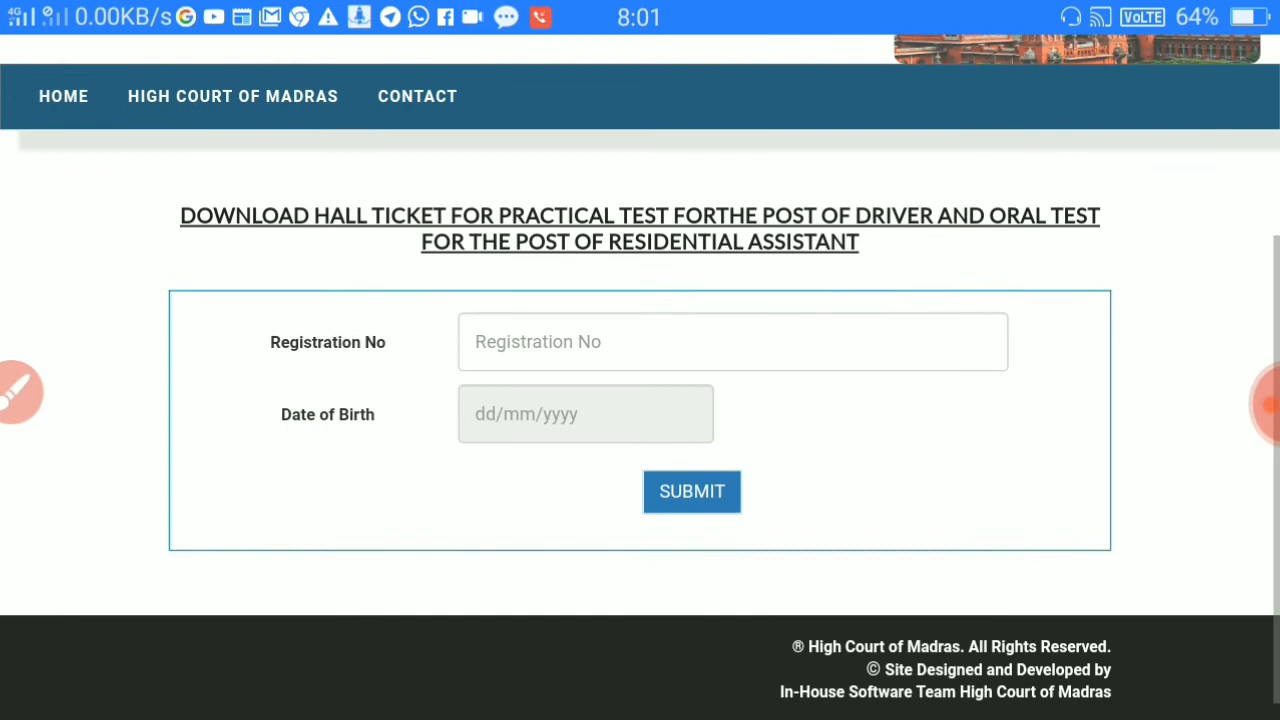 4G 0.00KB/s 8:01 VoLTE 64%
HOME HIGH COURT OF MADRAS CONTACT
DOWNLOAD HALL TICKET FOR PRACTICAL TEST FORTHE POST OF DRIVER AND ORAL TEST
FOR THE POST OF RESIDENTIAL ASSISTANT
Registration No Registration No
Date of Birth dd/mm/yyyy
SUBMIT
® High Court of Madras. All Rights Reserved.
© Site Designed and Developed by
In-House Software Team High Court of Madras